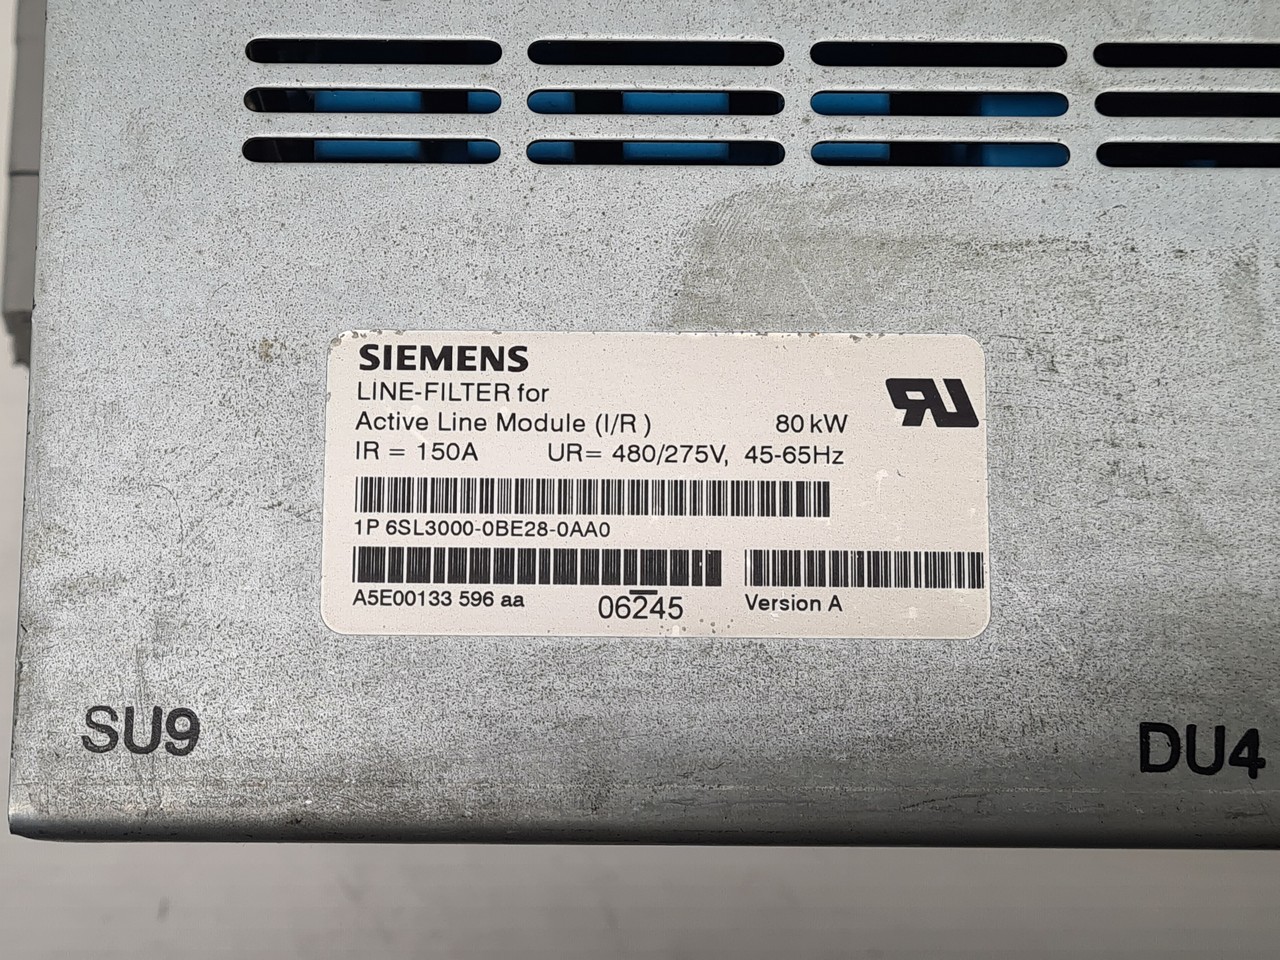 SIEMENS
LINE-FILTER for
Active Line Module (I/R) 80 kW
IR = 150A UR= 480/275V, 45-65Hz
1P 6SL3000-0BE28-0AA0
A5E00133 596 aa 06245 Version A
SU9 DU4